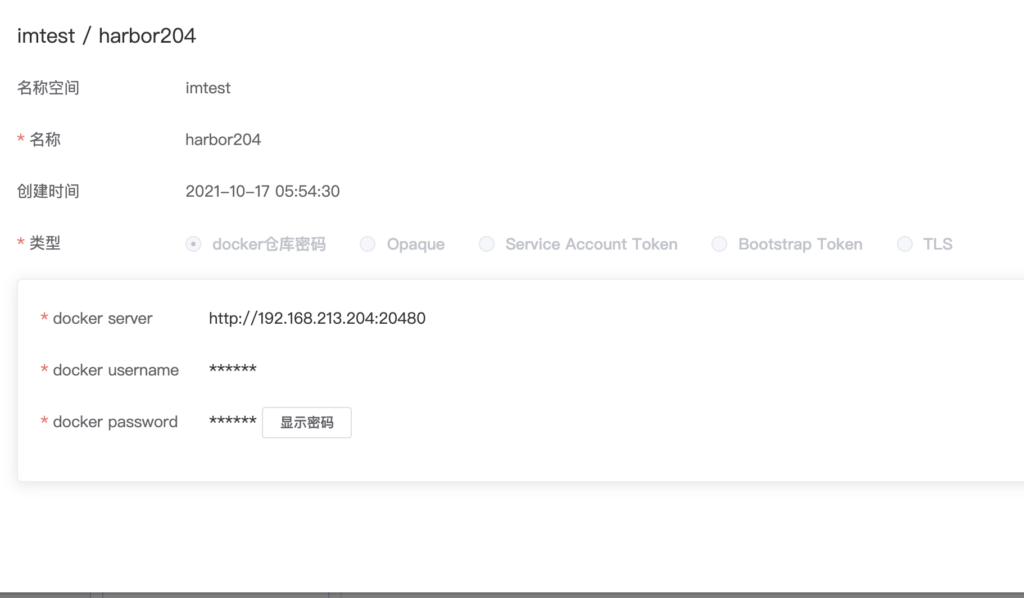 imtest / harbor204
名称空间 imtest
* 名称 harbor204
创建时间 2021-10-17 05:54:30
* 类型 docker仓库密码 Opaque Service Account Token Bootstrap Token TLS
* docker server http://192.168.213.204:20480
* docker username ******
* docker password ****** 显示密码